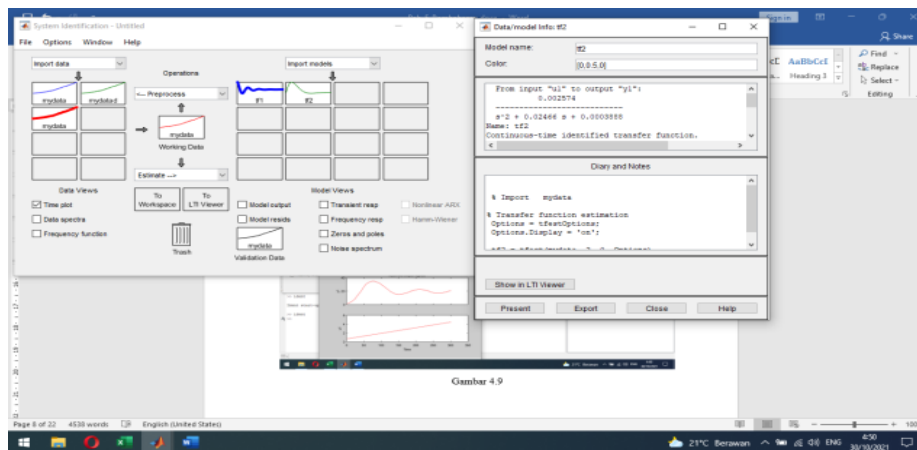 System Identification - Untitled
File Options Window Help
Import data
Operations
Import models
<-- Preprocess
mydata mydatad
mydata
mydata
Working Data
tf1 tf2
Estimate -->
Data Views
To Workspace
To LTI Viewer
Model Views
Time plot
Data spectra
Frequency function
Trash
Model output
Model resids
mydata
Validation Data
Transient resp
Frequency resp
Zeros and poles
Noise spectrum
Nonlinear ARX
Hamm-Wiener
Data/model Info: tf2
Model name: tf2
Color: [0,0.5,0]
From input "u1" to output "y1":
0.002574
----------------------------
s^2 + 0.02466 s + 0.0003888
Name: tf2
Continuous-time identified transfer function.
Diary and Notes
% Import mydata
% Transfer function estimation
Options = tfestOptions;
Options.Display = 'on';
Show in LTI Viewer
Present Export Close Help
Sign in
Share
AaBbCcI
Heading 3
Find
Replace
Select
Editing
Gambar 4.9
Page 8 of 22 4538 words English (United States)
21°C Berawan ENG 4:50
30/10/2021